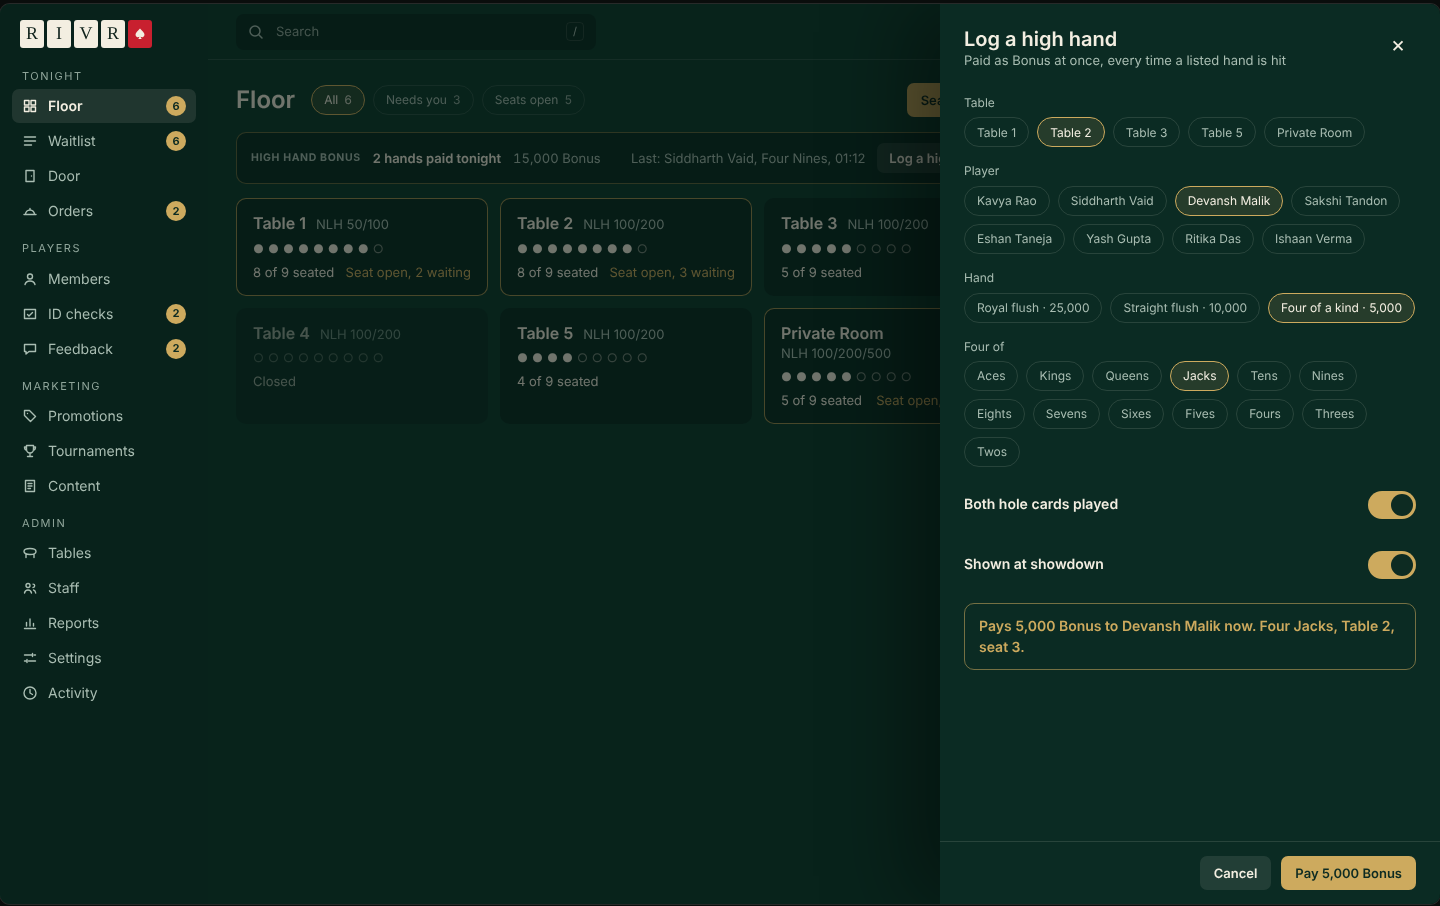 RIVR
TONIGHT
Floor 6
Waitlist 6
Door
Orders 2
PLAYERS
Members
ID checks 2
Feedback 2
MARKETING
Promotions
Tournaments
Content
ADMIN
Tables
Staff
Reports
Settings
Activity
Search /
Floor All 6 Needs you 3 Seats open 5
HIGH HAND BONUS 2 hands paid tonight 15,000 Bonus Last: Siddharth Vaid, Four Nines, 01:12
Table 1 NLH 50/100
8 of 9 seated Seat open, 2 waiting
Table 2 NLH 100/200
8 of 9 seated Seat open, 3 waiting
Table 3 NLH 100/200
5 of 9 seated
Table 4 NLH 100/200
Closed
Table 5 NLH 100/200
4 of 9 seated
Private Room
NLH 100/200/500
5 of 9 seated Seat open,
Log a high hand
Paid as Bonus at once, every time a listed hand is hit
Table
Table 1 Table 2 Table 3 Table 5 Private Room
Player
Kavya Rao Siddharth Vaid Devansh Malik Sakshi Tandon
Eshan Taneja Yash Gupta Ritika Das Ishaan Verma
Hand
Royal flush · 25,000 Straight flush · 10,000 Four of a kind · 5,000
Four of
Aces Kings Queens Jacks Tens Nines
Eights Sevens Sixes Fives Fours Threes
Twos
Both hole cards played
Shown at showdown
Pays 5,000 Bonus to Devansh Malik now. Four Jacks, Table 2,
seat 3.
Cancel Pay 5,000 Bonus